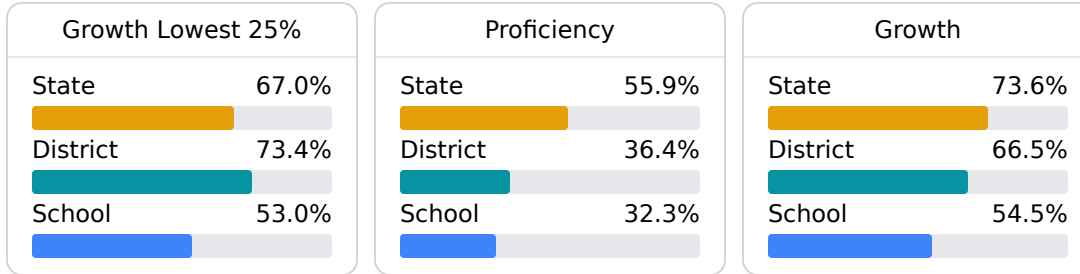 Growth Lowest 25%
State 67.0%
District 73.4%
School 53.0%
Proficiency
State 55.9%
District 36.4%
School 32.3%
Growth
State 73.6%
District 66.5%
School 54.5%